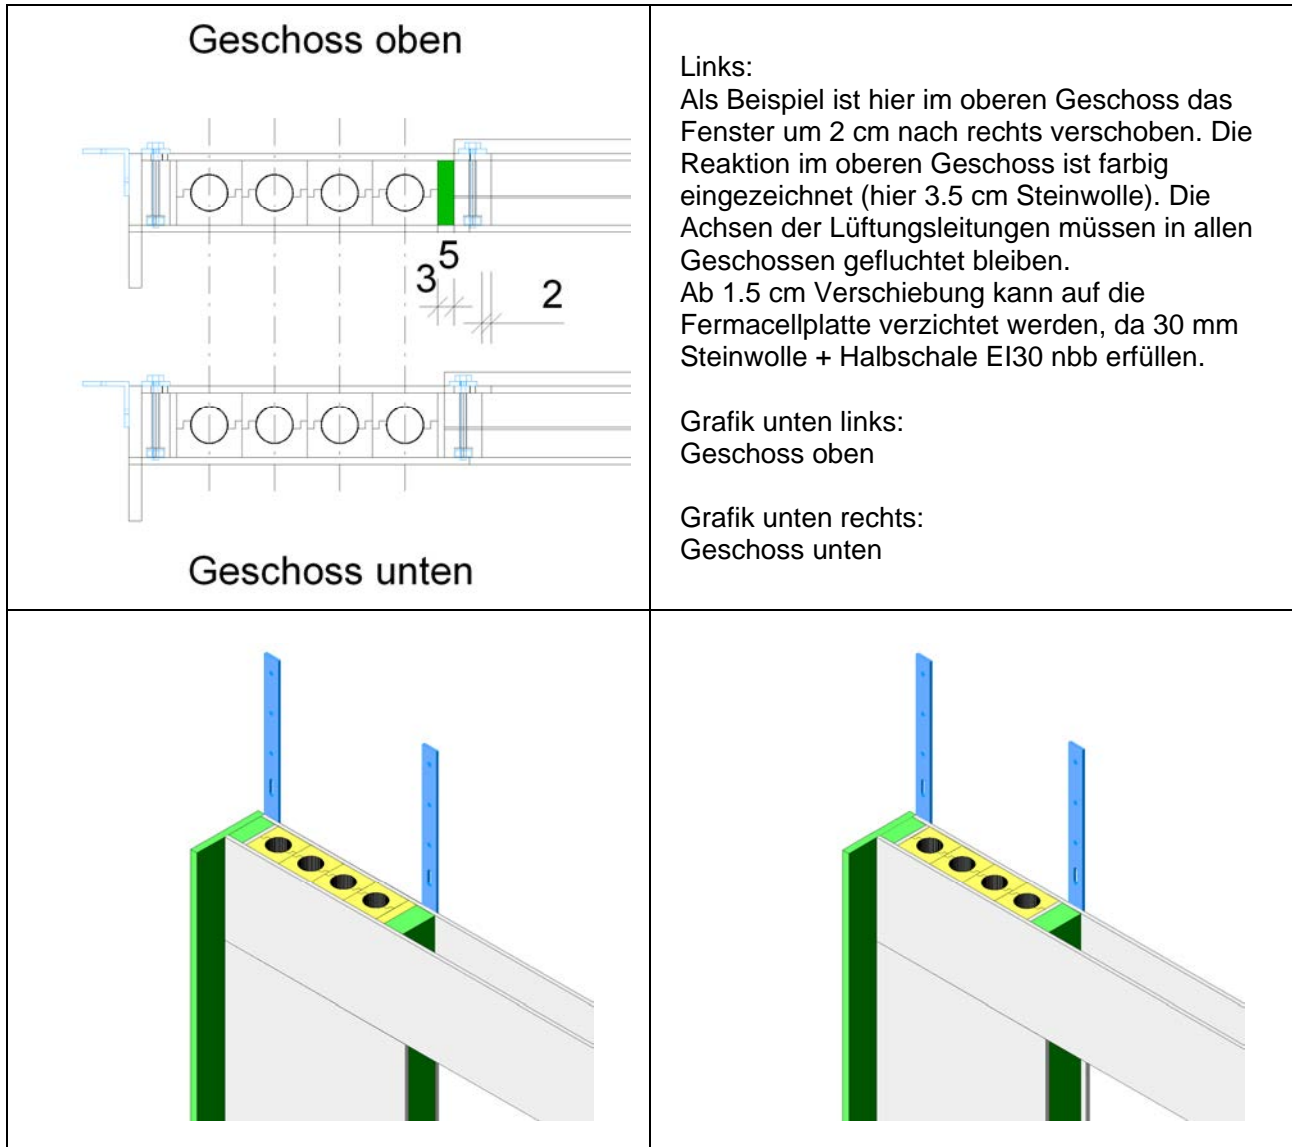 Geschoss oben
3
5
2
Geschoss unten
Links:
Als Beispiel ist hier im oberen Geschoss das
Fenster um 2 cm nach rechts verschoben. Die
Reaktion im oberen Geschoss ist farbig
eingezeichnet (hier 3.5 cm Steinwolle). Die
Achsen der Lüftungsleitungen müssen in allen
Geschossen gefluchtet bleiben.
Ab 1.5 cm Verschiebung kann auf die
Fermacellplatte verzichtet werden, da 30 mm
Steinwolle + Halbschale EI30 nbb erfüllen.
Grafik unten links:
Geschoss oben
Grafik unten rechts:
Geschoss unten